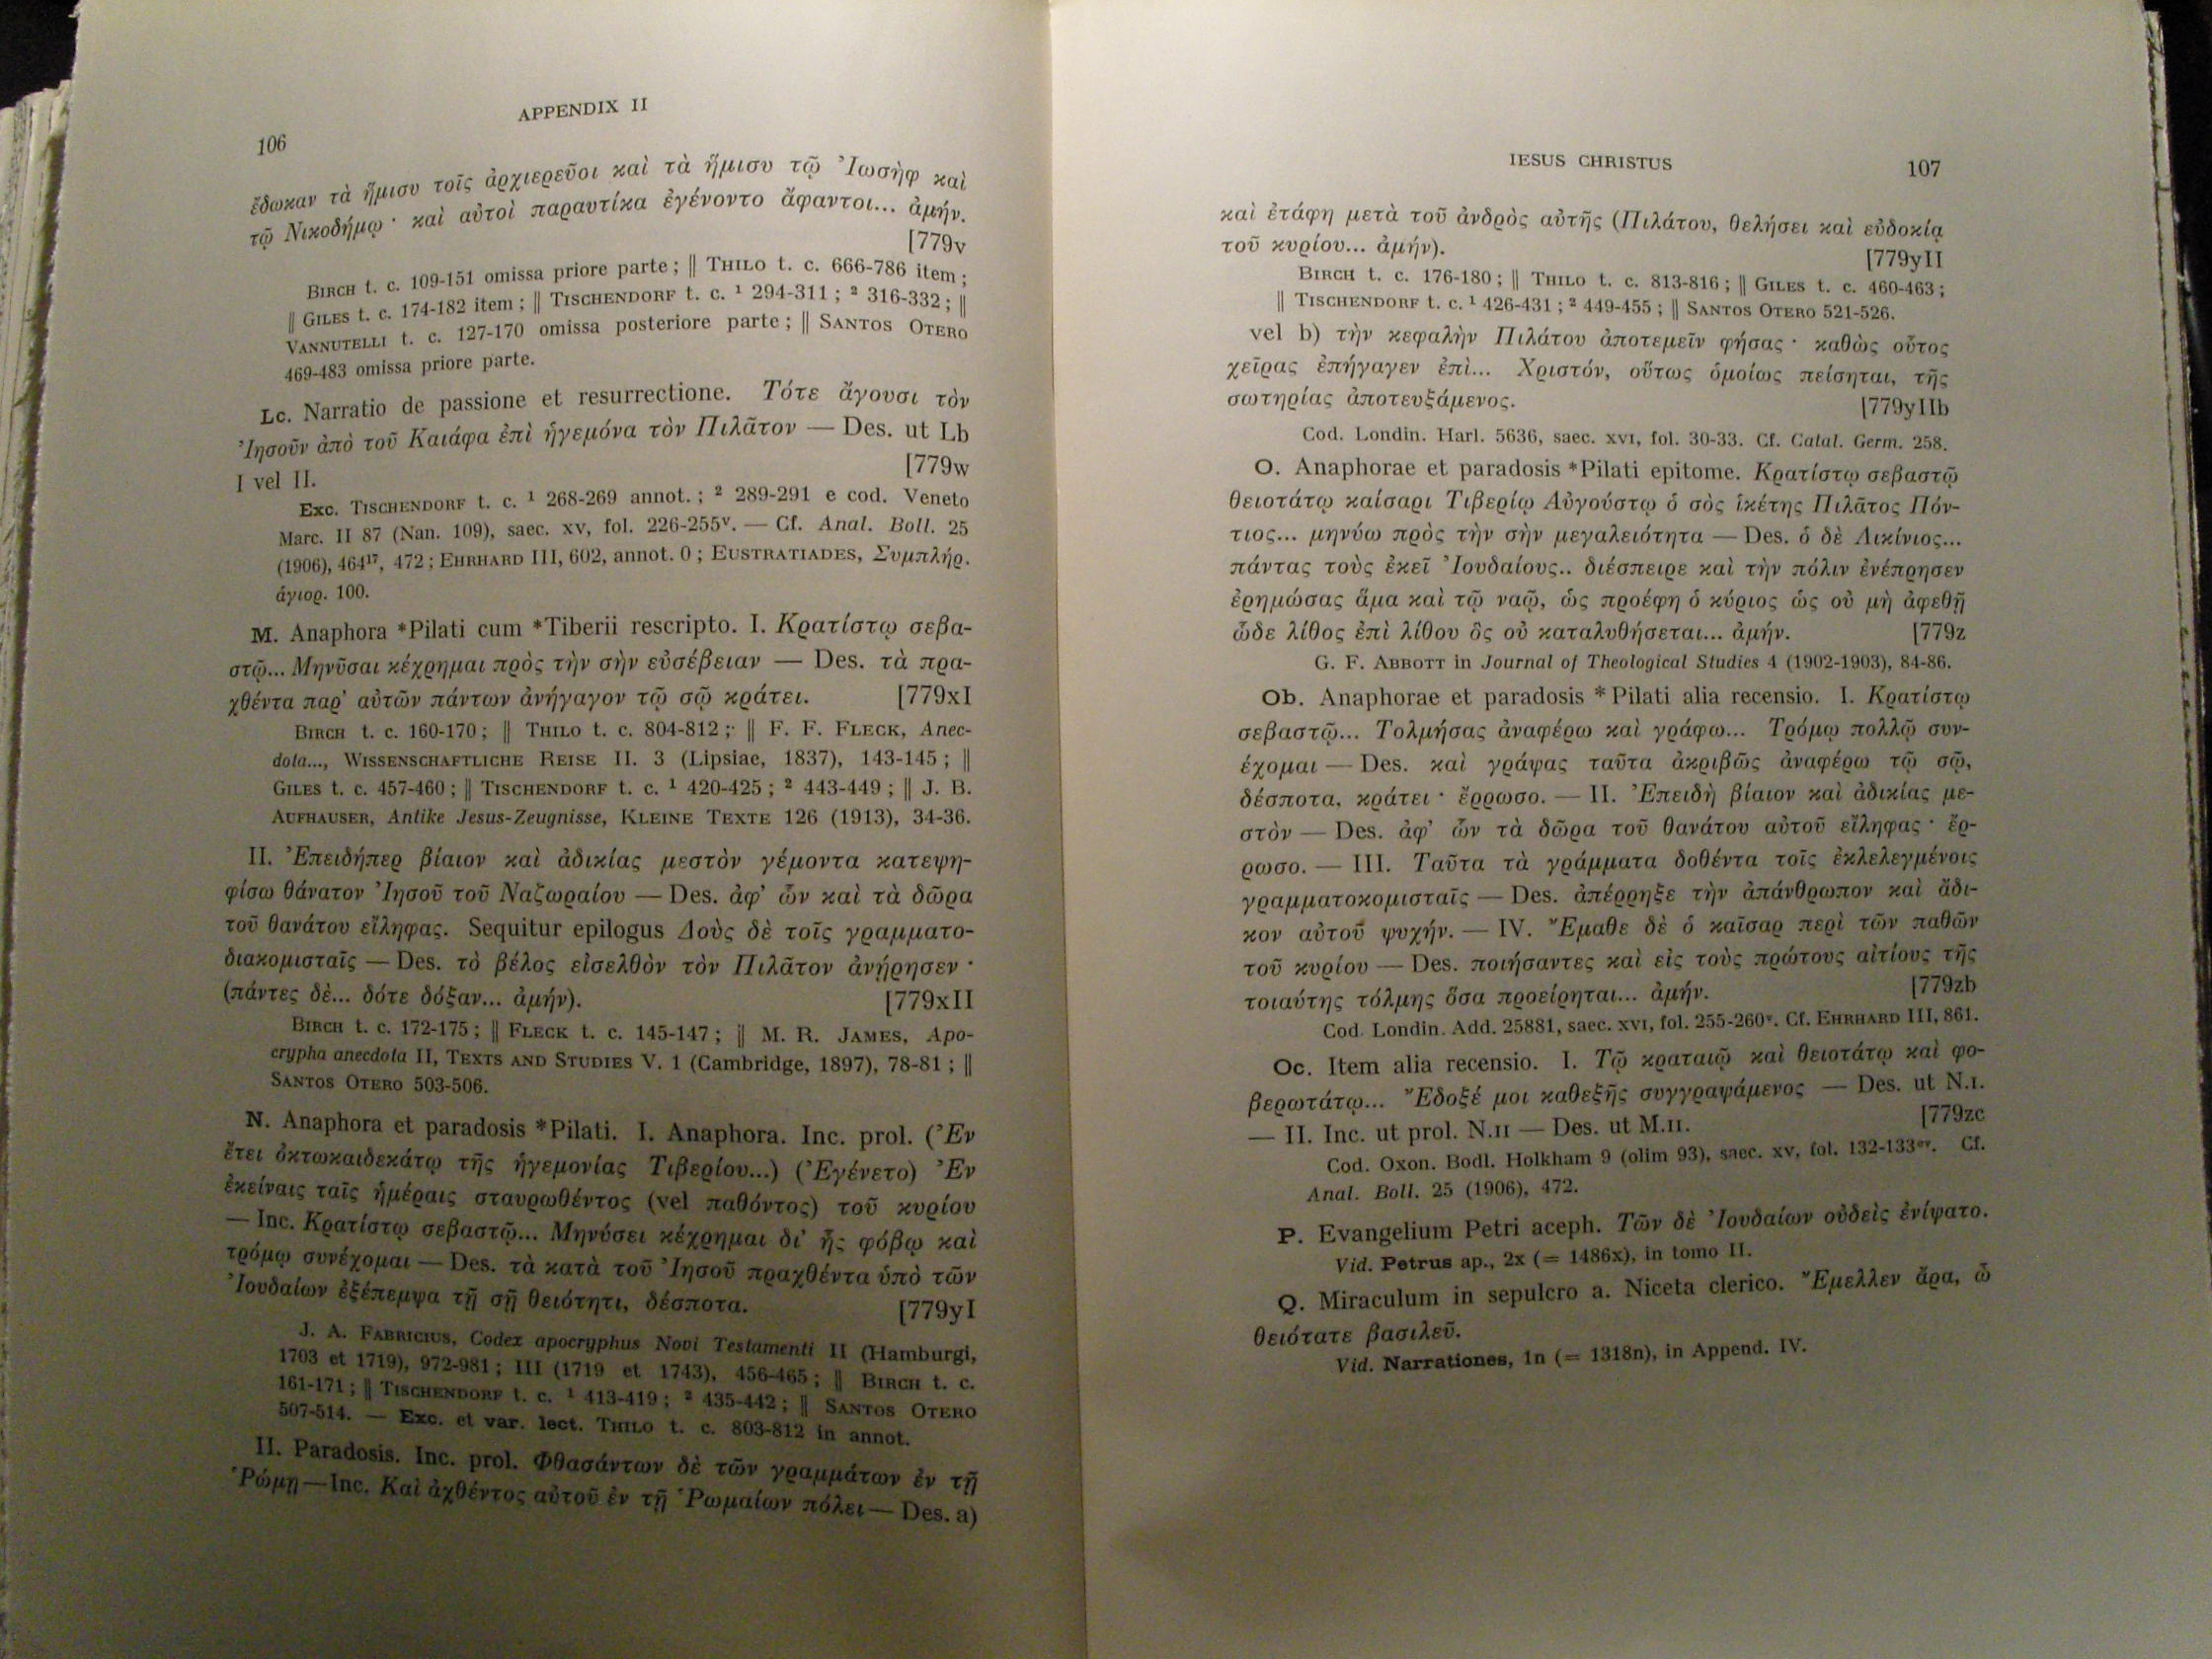 APPENDIX II
106
ἔδωκαν τὰ ἥμισυ τοῖς ἀρχιερεῦσι καὶ τὰ ἥμισυ τῷ Ἰωσὴφ καὶ
τῷ Νικοδήμῳ · καὶ αὐτοὶ παραυτίκα ἐγένοντο ἄφαντοι... ἀμήν.
[779v
BIRCH t. c. 109-151 omissa priore parte ; || THILO t. c. 666-786 item ;
|| GILES t. c. 174-182 item ; || TISCHENDORF t. c. ¹ 294-311 ; ² 316-332 ; ||
VANNUTELLI t. c. 127-170 omissa posteriore parte ; || SANTOS OTERO
469-483 omissa priore parte.
Lc. Narratio de passione et resurrectione. Τότε ἄγουσι τὸν
Ἰησοῦν ἀπὸ τοῦ Καιάφα ἐπὶ ἡγεμόνα τὸν Πιλᾶτον — Des. ut Lb
I vel II. [779w
Exc. TISCHENDORF t. c. ¹ 268-269 annot. ; ² 289-291 e cod. Veneto
Marc. II 87 (Nan. 109), saec. XV, fol. 226-255ᵛ. — Cf. Anal. Boll. 25
(1906), 464¹⁷, 472 ; EHRHARD III, 602, annot. 0 ; EUSTRATIADES, Συμπλήρ.
ἁγιορ. 100.
M. Anaphora *Pilati cum *Tiberii rescripto. I. Κρατίστῳ σεβα-
στῷ... Μηνῦσαι κέχρημαι πρὸς τὴν σὴν εὐσέβειαν — Des. τὰ πρα-
χθέντα παρ’ αὐτῶν πάντων ἀνήγαγον τῷ σῷ κράτει. [779xI
BIRCH t. c. 160-170 ; || THILO t. c. 804-812 ; || F. F. FLECK, Anec-
dota..., WISSENSCHAFTLICHE REISE II. 3 (Lipsiae, 1837), 143-145 ; ||
GILES t. c. 457-460 ; || TISCHENDORF t. c. ¹ 420-425 ; ² 443-449 ; || J. B.
AUFHAUSER, Antike Jesus-Zeugnisse, KLEINE TEXTE 126 (1913), 34-36.
II. Ἐπειδήπερ βίαιον καὶ ἀδικίας μεστὸν γέμοντα κατεψη-
φίσω θάνατον Ἰησοῦ τοῦ Ναζωραίου — Des. ἀφ’ ὧν καὶ τὰ δῶρα
τοῦ θανάτου εἴληφας. Sequitur epilogus Δοὺς δὲ τοῖς γραμματο-
διακομισταῖς — Des. τὸ βέλος εἰσελθὸν τὸν Πιλᾶτον ἀνῄρησεν ·
(πάντες δὲ... δότε δόξαν... ἀμήν). [779xII
BIRCH t. c. 172-175 ; || FLECK t. c. 145-147 ; || M. R. JAMES, Apo-
crypha anecdota II, TEXTS AND STUDIES V. 1 (Cambridge, 1897), 78-81 ; ||
SANTOS OTERO 503-506.
N. Anaphora et paradosis *Pilati. I. Anaphora. Inc. prol. (Ἐν
ἔτει ὀκτωκαιδεκάτῳ τῆς ἡγεμονίας Τιβερίου...) (Ἐγένετο) Ἐν
ἐκείναις ταῖς ἡμέραις σταυρωθέντος (vel παθόντος) τοῦ κυρίου
— Inc. Κρατίστῳ σεβαστῷ... Μηνύσει κέχρημαι δι’ ἧς φόβῳ καὶ
τρόμῳ συνέχομαι — Des. τὰ κατὰ τοῦ Ἰησοῦ πραχθέντα ὑπὸ τῶν
Ἰουδαίων ἐξέπεμψα τῇ σῇ θειότητι, δέσποτα. [779yI
J. A. FABRICIUS, Codex apocryphus Novi Testamenti II (Hamburgi,
1703 et 1719), 972-981 ; III (1719 et 1743), 456-465 ; || BIRCH t. c.
161-171 ; || TISCHENDORF t. c. ¹ 413-419 ; ² 435-442 ; || SANTOS OTERO
507-514. — Exc. et var. lect. THILO t. c. 803-812 in annot.
II. Paradosis. Inc. prol. Φθασάντων δὲ τῶν γραμμάτων ἐν τῇ
Ῥώμῃ — Inc. Καὶ ἀχθέντος αὐτοῦ ἐν τῇ Ῥωμαίων πόλει — Des. a)
IESUS CHRISTUS 107
καὶ ἐτάφη μετὰ τοῦ ἀνδρὸς αὐτῆς (Πιλάτου, θελήσει καὶ εὐδοκίᾳ
τοῦ κυρίου... ἀμήν). [779yII
BIRCH t. c. 176-180 ; || THILO t. c. 813-816 ; || GILES t. c. 460-463 ;
|| TISCHENDORF t. c. ¹ 426-431 ; ² 449-455 ; || SANTOS OTERO 521-526.
vel b) τὴν κεφαλὴν Πιλάτου ἀποτεμεῖν φήσας · καθὼς οὗτος
χεῖρας ἐπήγαγεν ἐπὶ... Χριστόν, οὕτως ὁμοίως πείσηται, τῆς
σωτηρίας ἀποτευξάμενος. [779yIIb
Cod. Londin. Harl. 5636, saec. XVI, fol. 30-33. Cf. Catal. Germ. 258.
O. Anaphorae et paradosis *Pilati epitome. Κρατίστῳ σεβαστῷ
θειοτάτῳ καίσαρι Τιβερίῳ Αὐγούστῳ ὁ σὸς ἱκέτης Πιλᾶτος Πόν-
τιος... μηνύω πρὸς τὴν σὴν μεγαλειότητα — Des. ὁ δὲ Λικίνιος...
πάντας τοὺς ἐκεῖ Ἰουδαίους.. διέσπειρε καὶ τὴν πόλιν ἐνέπρησεν
ἐρημώσας ἅμα καὶ τῷ ναῷ, ὡς προέφη ὁ κύριος ὡς οὐ μὴ ἀφεθῇ
ὧδε λίθος ἐπὶ λίθου ὃς οὐ καταλυθήσεται... ἀμήν. [779z
G. F. ABBOTT in Journal of Theological Studies 4 (1902-1903), 84-86.
Ob. Anaphorae et paradosis *Pilati alia recensio. I. Κρατίστῳ
σεβαστῷ... Τολμήσας ἀναφέρω καὶ γράφω... Τρόμῳ πολλῷ συν-
έχομαι — Des. καὶ γράψας ταῦτα ἀκριβῶς ἀναφέρω τῷ σῷ,
δέσποτα, κράτει · ἔρρωσο. — II. Ἐπειδὴ βίαιον καὶ ἀδικίας με-
στὸν — Des. ἀφ’ ὧν τὰ δῶρα τοῦ θανάτου αὐτοῦ εἴληφας · ἔρ-
ρωσο. — III. Ταῦτα τὰ γράμματα δοθέντα τοῖς ἐκλελεγμένοις
γραμματοκομισταῖς — Des. ἀπέρρηξε τὴν ἀπάνθρωπον καὶ ἄδι-
κον αὐτοῦ ψυχήν. — IV. Ἔμαθε δὲ ὁ καῖσαρ περὶ τῶν παθῶν
τοῦ κυρίου — Des. ποιήσαντες καὶ εἰς τοὺς πρώτους αἰτίους τῆς
τοιαύτης τόλμης ὅσα προείρηται... ἀμήν. [779zb
Cod. Londin. Add. 25881, saec. XVI, fol. 255-260ᵛ. Cf. EHRHARD III, 861.
Oc. Item alia recensio. I. Τῷ κραταιῷ καὶ θειοτάτῳ καὶ φο-
βερωτάτῳ... Ἔδοξέ μοι καθεξῆς συγγραψάμενος — Des. ut N.I.
— II. Inc. ut prol. N.II — Des. ut M.II. [779zc
Cod. Oxon. Bodl. Holkham 9 (olim 93), saec. XV, fol. 132-133 Cf.
Anal. Boll. 25 (1906), 472.
P. Evangelium Petri aceph. Τῶν δὲ Ἰουδαίων οὐδεὶς ἐνίψατο.
Vid. Petrus ap., 2x (= 1486x), in tomo II.
Q. Miraculum in sepulcro a. Niceta clerico. Ἔμελλεν ἄρα, ὦ
θειότατε βασιλεῦ.
Vid. Narrationes, 1n (= 1318n), in Append. IV.